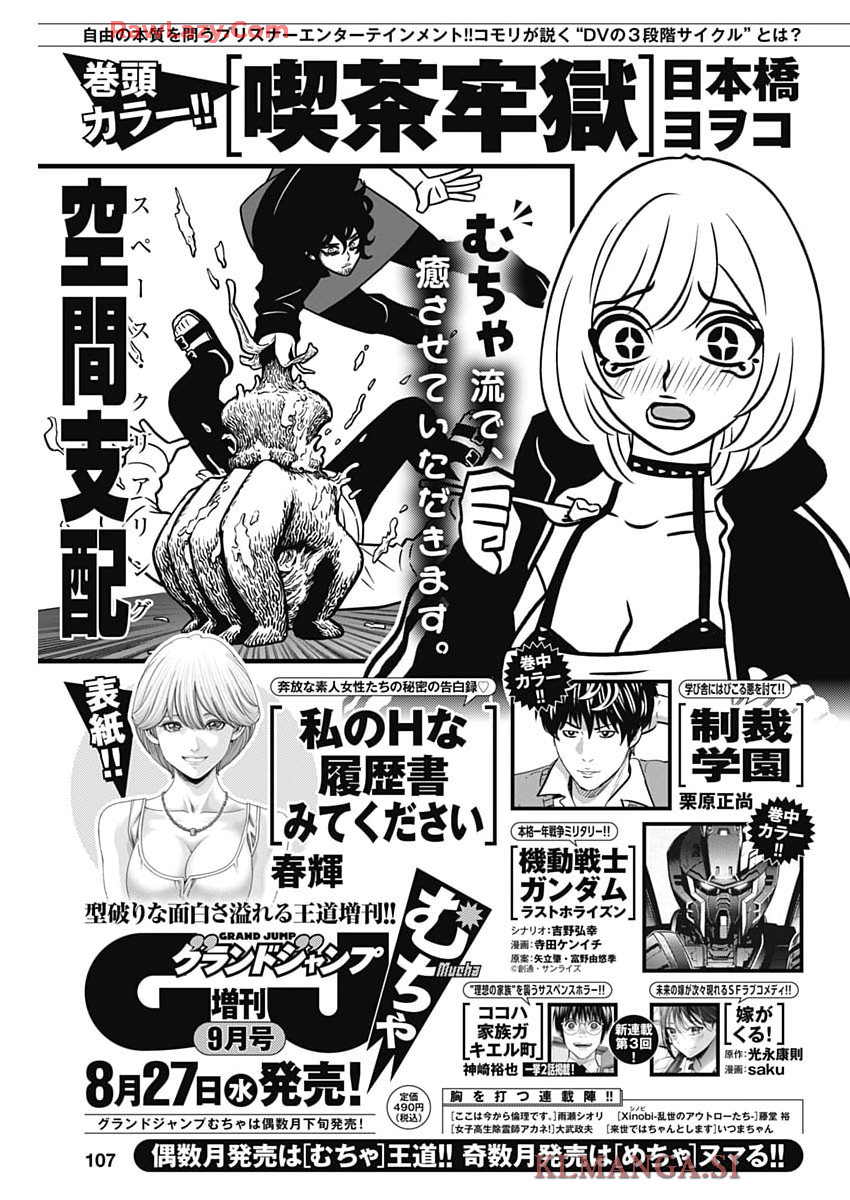 RawLazy.Com
自由の本質を問うプリズナーエンターテインメント!!コモリが説く“DVの3段階サイクル”とは?
巻頭
カラー!!
[喫茶牢獄]
日本橋
ヨヲコ
空間支配
スペース・クリアリング
むちゃ流で、
癒させていただきます。
表紙!!
奔放な素人女性たちの秘密の告白録♡
[私のHな
履歴書
みてください]
春輝
巻中
カラー!!
学び舎にはびこる悪を討て!!
[制裁
学園]
栗原正尚
巻中
カラー!!
本格一年戦争ミリタリー!!
[機動戦士
ガンダム
ラストホライズン]
シナリオ:吉野弘幸
漫画:寺田ケンイチ
原案:矢立肇・富野由悠季
©創通・サンライズ
型破りな面白さ溢れる王道増刊!!
GRAND JUMP
グランドジャンプ
GJ
むちゃ
Mucha
増刊
9月号
8月27日水発売!
グランドジャンプむちゃは偶数月下旬発売!
定価
490円
(税込)
“理想の家族”を襲うサスペンスホラー!!
[ココハ
家族ガ
キエル町]
神崎裕也
一挙2話掲載!
新連載
第3回
!
未来の嫁が次々現れるSFラブコメディ!!
[嫁が
くる!]
原作:光永康則
漫画:saku
胸を打つ連載陣!!
[ここは今から倫理です。]雨瀬シオリ
シノビ
[Xinobi-乱世のアウトローたち-]藤堂 裕
[女子高生除霊師アカネ!]大武政夫
[来世ではちゃんとします]いつまちゃん
107
偶数月発売は[むちゃ]王道!! 奇数月発売は[めちゃ]ヌマる!!
KLMANGA.SI